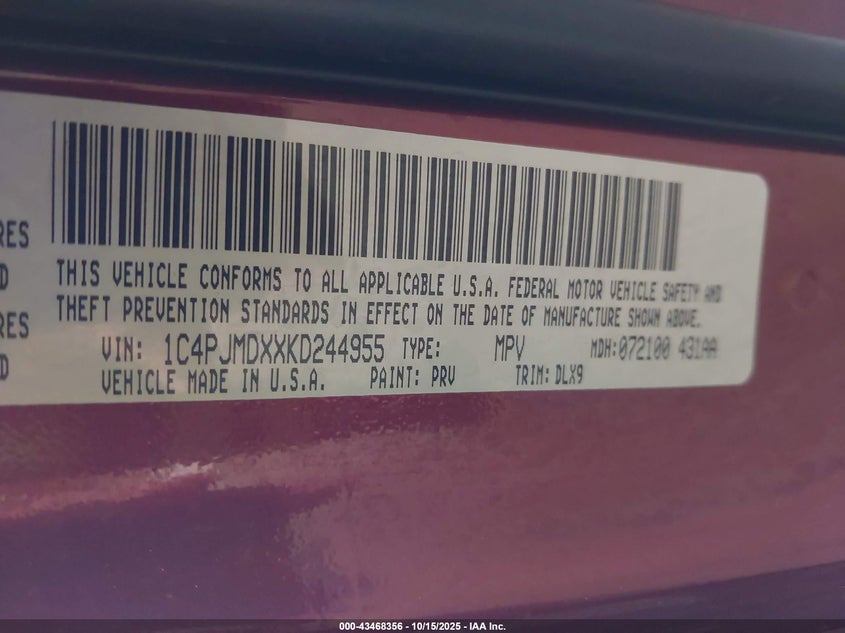 RES
D
RES
D
THIS VEHICLE CONFORMS TO ALL APPLICABLE U.S.A. FEDERAL MOTOR VEHICLE SAFETY AND
THEFT PREVENTION STANDARDS IN EFFECT ON THE DATE OF MANUFACTURE SHOWN ABOVE.
VIN: 1C4PJMDXXKD244955 TYPE: MPV MDH:072100 431AA
VEHICLE MADE IN U.S.A. PAINT: PRV TRIM: DLX9
000-43468356 - 10/15/2025 - IAA Inc.